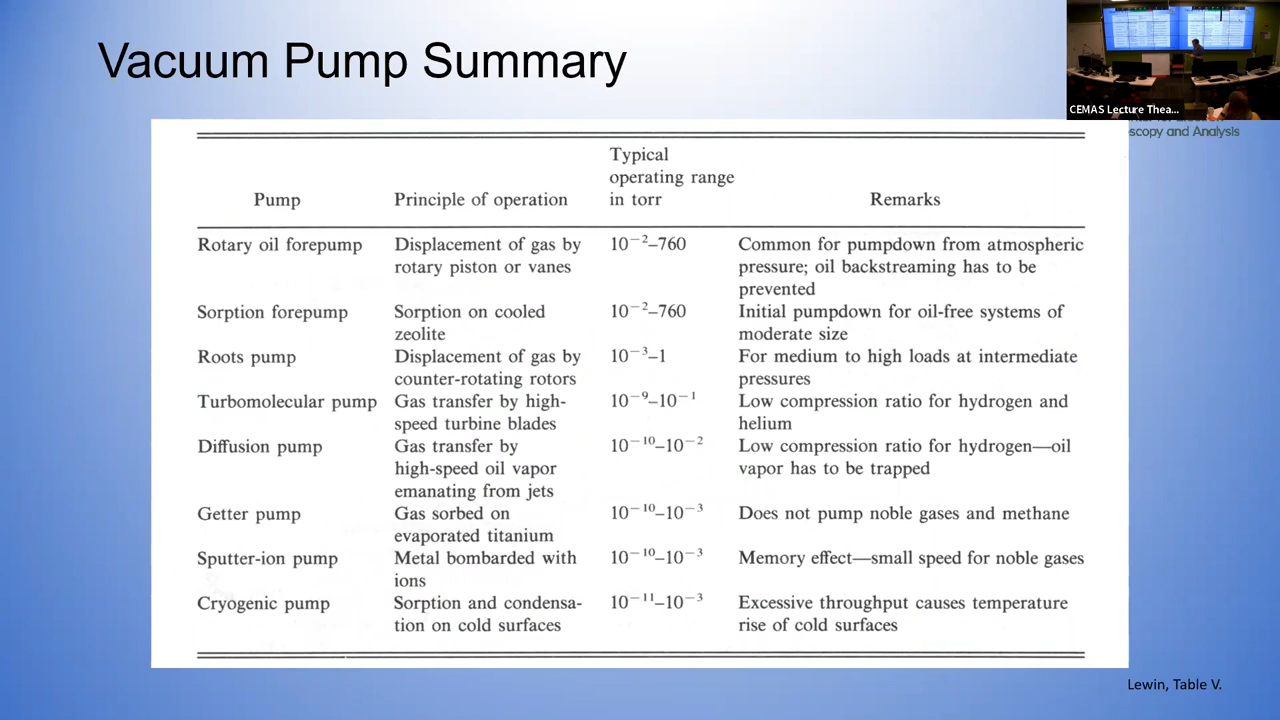 Vacuum Pump Summary
CEMAS Lecture Thea...
scopy and Analysis
Typical
operating range
Pump Principle of operation in torr Remarks
Rotary oil forepump Displacement of gas by 10⁻²–760 Common for pumpdown from atmospheric
rotary piston or vanes pressure; oil backstreaming has to be
prevented
Sorption forepump Sorption on cooled 10⁻²–760 Initial pumpdown for oil-free systems of
zeolite moderate size
Roots pump Displacement of gas by 10⁻³–1 For medium to high loads at intermediate
counter-rotating rotors pressures
Turbomolecular pump Gas transfer by high- 10⁻⁹–10⁻¹ Low compression ratio for hydrogen and
speed turbine blades helium
Diffusion pump Gas transfer by 10⁻¹⁰–10⁻² Low compression ratio for hydrogen—oil
high-speed oil vapor vapor has to be trapped
emanating from jets
Getter pump Gas sorbed on 10⁻¹⁰–10⁻³ Does not pump noble gases and methane
evaporated titanium
Sputter-ion pump Metal bombarded with 10⁻¹⁰–10⁻³ Memory effect—small speed for noble gases
ions
Cryogenic pump Sorption and condensa- 10⁻¹¹–10⁻³ Excessive throughput causes temperature
tion on cold surfaces rise of cold surfaces
Lewin, Table V.